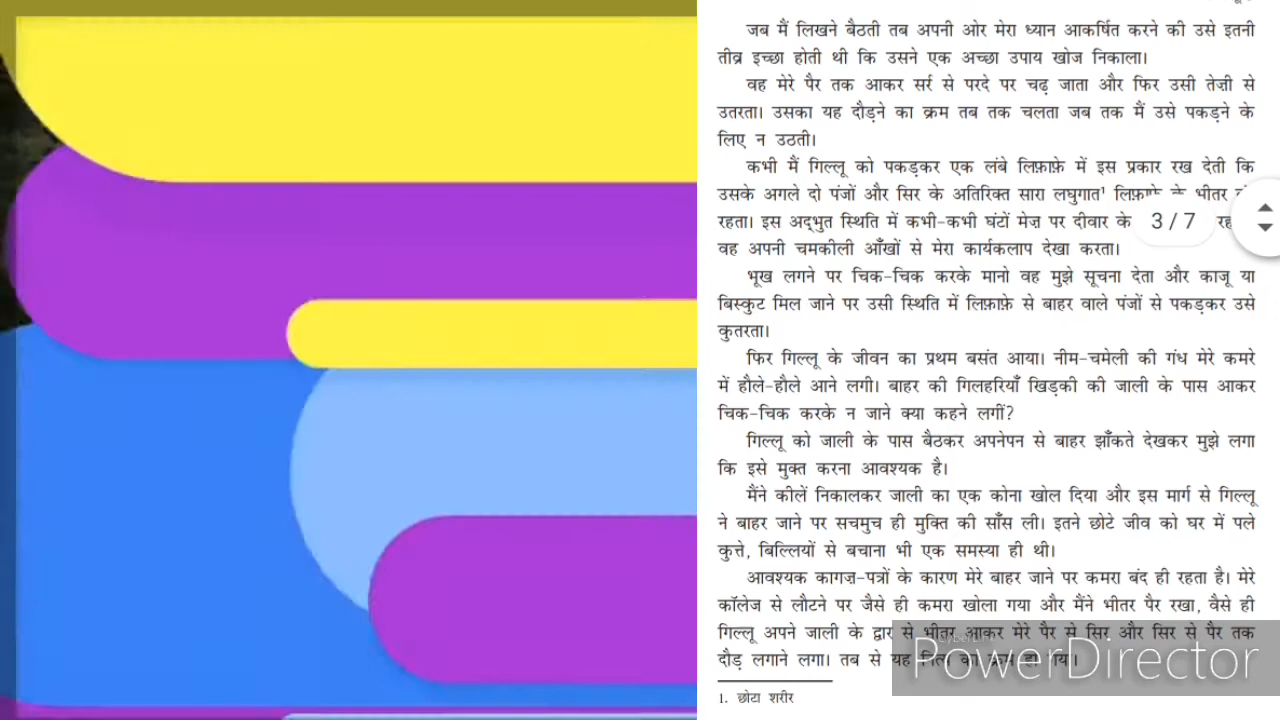 जब मैं लिखने बैठती तब अपनी ओर मेरा ध्यान आकर्षित करने की उसे इतनी
तीव्र इच्छा होती थी कि उसने एक अच्छा उपाय खोज निकाला।
वह मेरे पैर तक आकर सर्र से परदे पर चढ़ जाता और फिर उसी तेज़ी से
उतरता। उसका यह दौड़ने का क्रम तब तक चलता जब तक मैं उसे पकड़ने के
लिए न उठती।
कभी मैं गिल्लू को पकड़कर एक लंबे लिफ़ाफ़े में इस प्रकार रख देती कि
उसके अगले दो पंजों और सिर के अतिरिक्त सारा लघुगात¹ लिफ़ाफ़े के भीतर
रहता। इस अद्‌भुत स्थिति में कभी-कभी घंटों मेज़ पर दीवार के
3 / 7
वह अपनी चमकीली आँखों से मेरा कार्यकलाप देखा करता।
भूख लगने पर चिक-चिक करके मानो वह मुझे सूचना देता और काजू या
बिस्कुट मिल जाने पर उसी स्थिति में लिफ़ाफ़े से बाहर वाले पंजों से पकड़कर उसे
कुतरता।
फिर गिल्लू के जीवन का प्रथम बसंत आया। नीम-चमेली की गंध मेरे कमरे
में हौले-हौले आने लगी। बाहर की गिलहरियाँ खिड़की की जाली के पास आकर
चिक-चिक करके न जाने क्या कहने लगीं?
गिल्लू को जाली के पास बैठकर अपनेपन से बाहर झाँकते देखकर मुझे लगा
कि इसे मुक्त करना आवश्यक है।
मैंने कीलें निकालकर जाली का एक कोना खोल दिया और इस मार्ग से गिल्लू
ने बाहर जाने पर सचमुच ही मुक्ति की साँस ली। इतने छोटे जीव को घर में पले
कुत्ते, बिल्लियों से बचाना भी एक समस्या ही थी।
आवश्यक कागज़-पत्रों के कारण मेरे बाहर जाने पर कमरा बंद ही रहता है। मेरे
कॉलेज से लौटने पर जैसे ही कमरा खोला गया और मैंने भीतर पैर रखा, वैसे ही
गिल्लू अपने जाली के द्वार से भीतर आकर मेरे पैर से सिर और सिर से पैर तक
दौड़ लगाने लगा। तब से यह नित्य का क्रम हो गया।
PowerDirector
1. छोटा शरीर